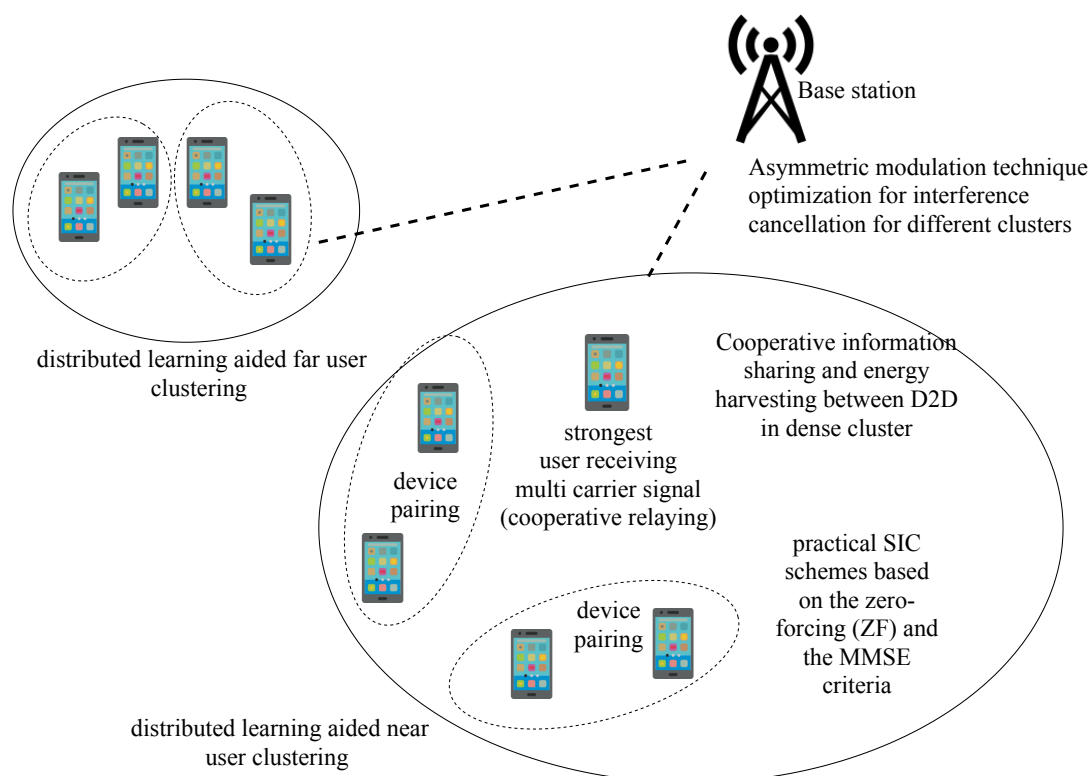 Base station
Asymmetric modulation technique
optimization for interference
cancellation for different clusters
distributed learning aided far user
clustering
Cooperative information
sharing and energy
harvesting between D2D
in dense cluster
strongest
user receiving
multi carrier signal
(cooperative relaying)
device
pairing
practical SIC
schemes based
on the zero-
forcing (ZF) and
the MMSE
criteria
device
pairing
distributed learning aided near
user clustering